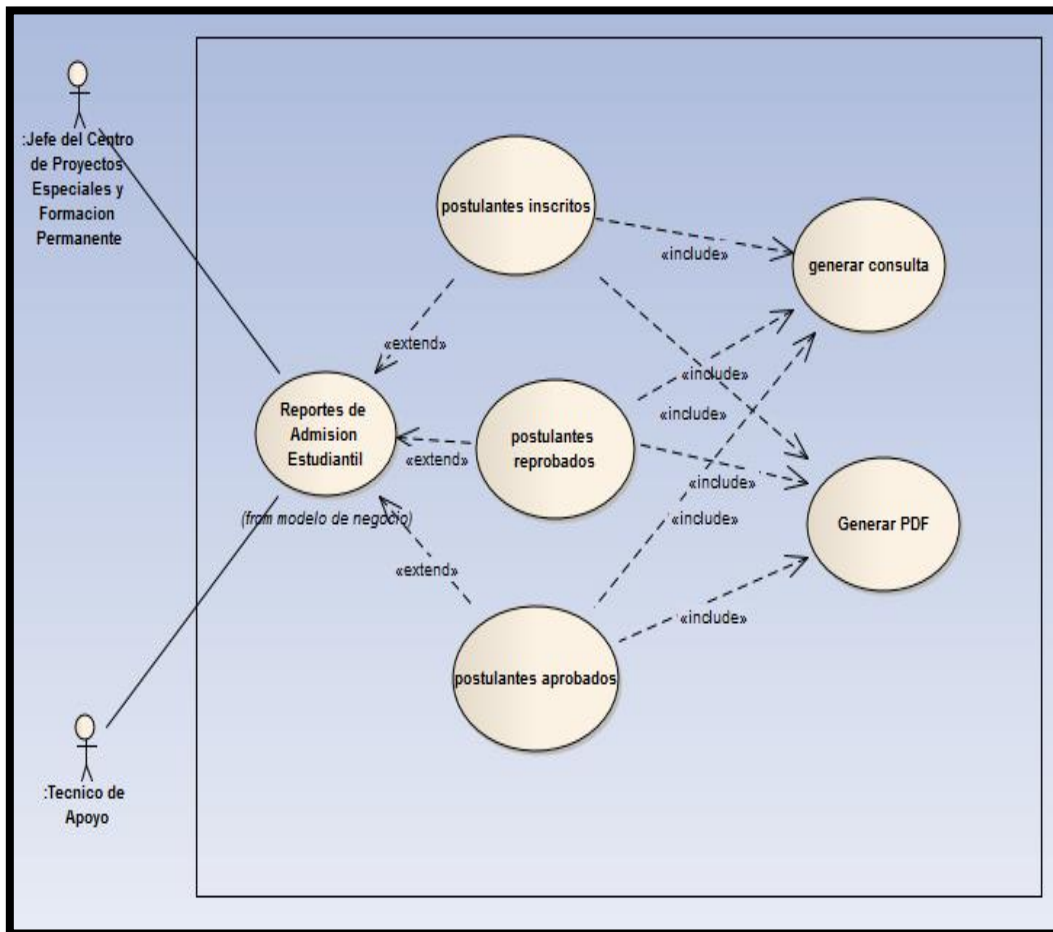 :Jefe del Centro
de Proyectos
Especiales y
Formacion
Permanente
postulantes inscritos
«include»
generar consulta
«extend»
«include»
Reportes de
Admision
Estudiantil
«include»
postulantes
reprobados
«extend»
«include»
(from modelo de negocio)
«include»
Generar PDF
«extend»
«include»
postulantes aprobados
:Tecnico de
Apoyo